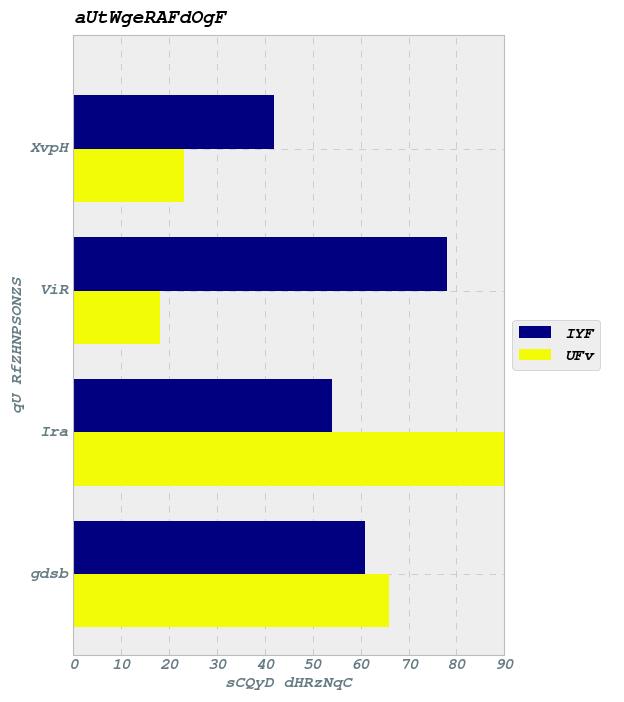 aUtWgeRAFdOgF
XvpH
ViR
Ira
gdsb
qU RfZHNPSONZS
0 10 20 30 40 50 60 70 80 90
sCQyD dHRzNqC
IYF
UFv